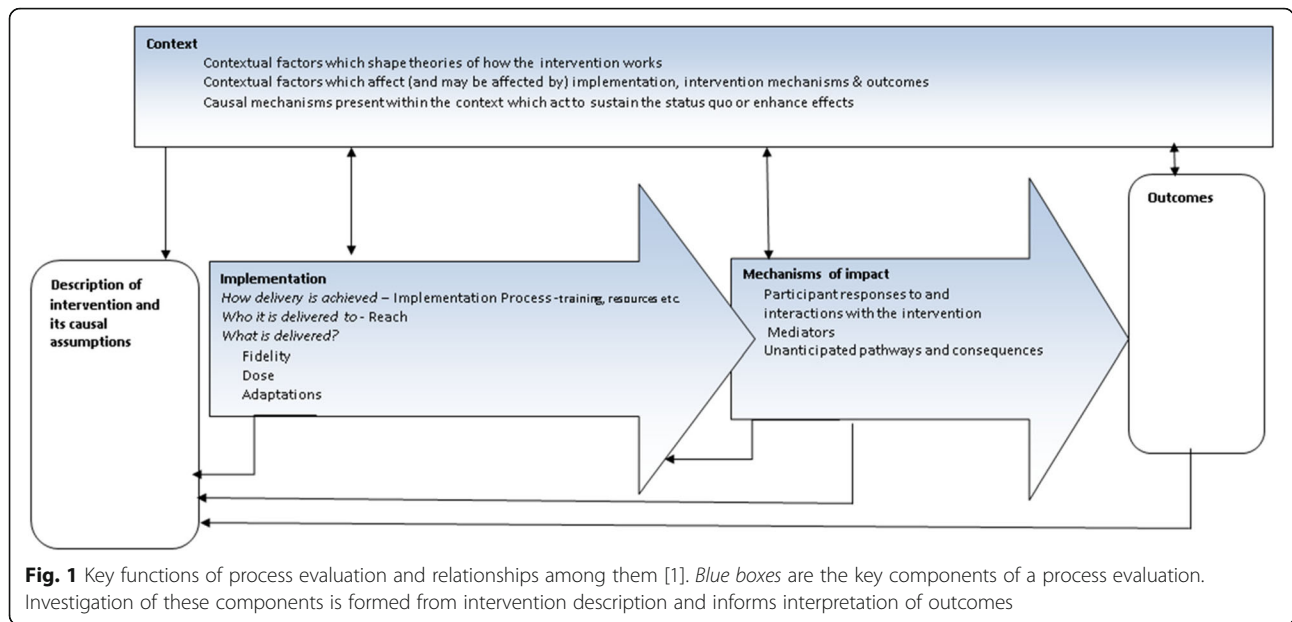 Context
Contextual factors which shape theories of how the intervention works
Contextual factors which affect (and may be affected by) implementation, intervention mechanisms & outcomes
Causal mechanisms present within the context which act to sustain the status quo or enhance effects
Description of
intervention and
its causal
assumptions
Implementation
How delivery is achieved – Implementation Process -training, resources etc.
Who it is delivered to - Reach
What is delivered?
Fidelity
Dose
Adaptations
Mechanisms of impact
Participant responses to and
interactions with the intervention
Mediators
Unanticipated pathways and consequences
Outcomes
Fig. 1 Key functions of process evaluation and relationships among them [1]. Blue boxes are the key components of a process evaluation.
Investigation of these components is formed from intervention description and informs interpretation of outcomes